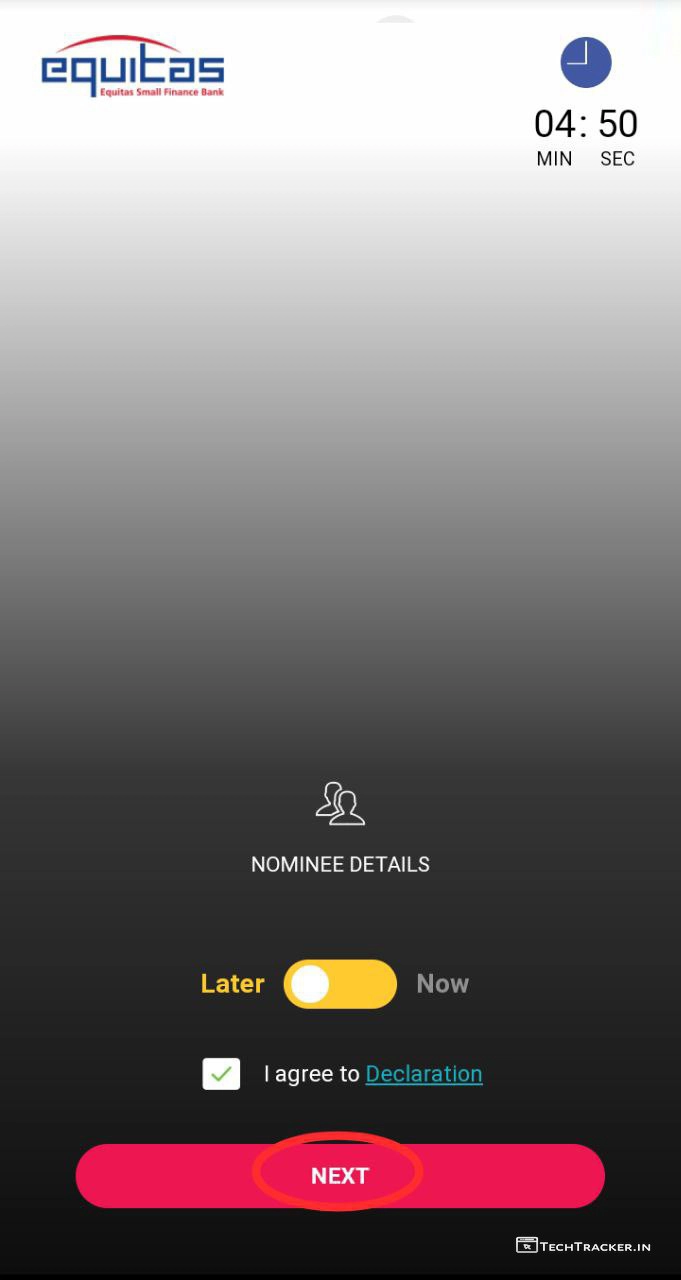 equitas
Equitas Small Finance Bank
04: 50
MIN SEC
NOMINEE DETAILS
Later Now
I agree to Declaration
NEXT
TechTracker.in